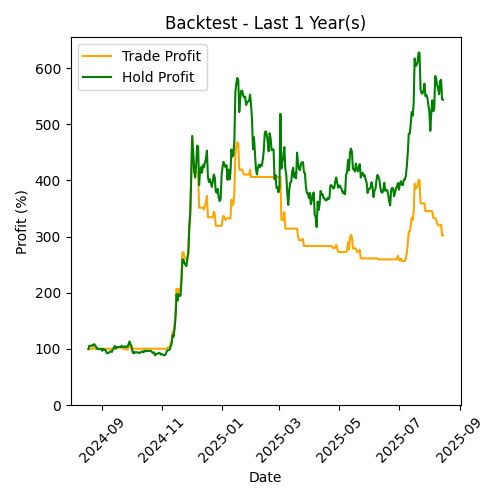 Backtest - Last 1 Year(s)
Trade Profit
Hold Profit
Profit (%)
600
500
400
300
200
100
0
2024-09
2024-11
2025-01
2025-03
2025-05
2025-07
2025-09
Date